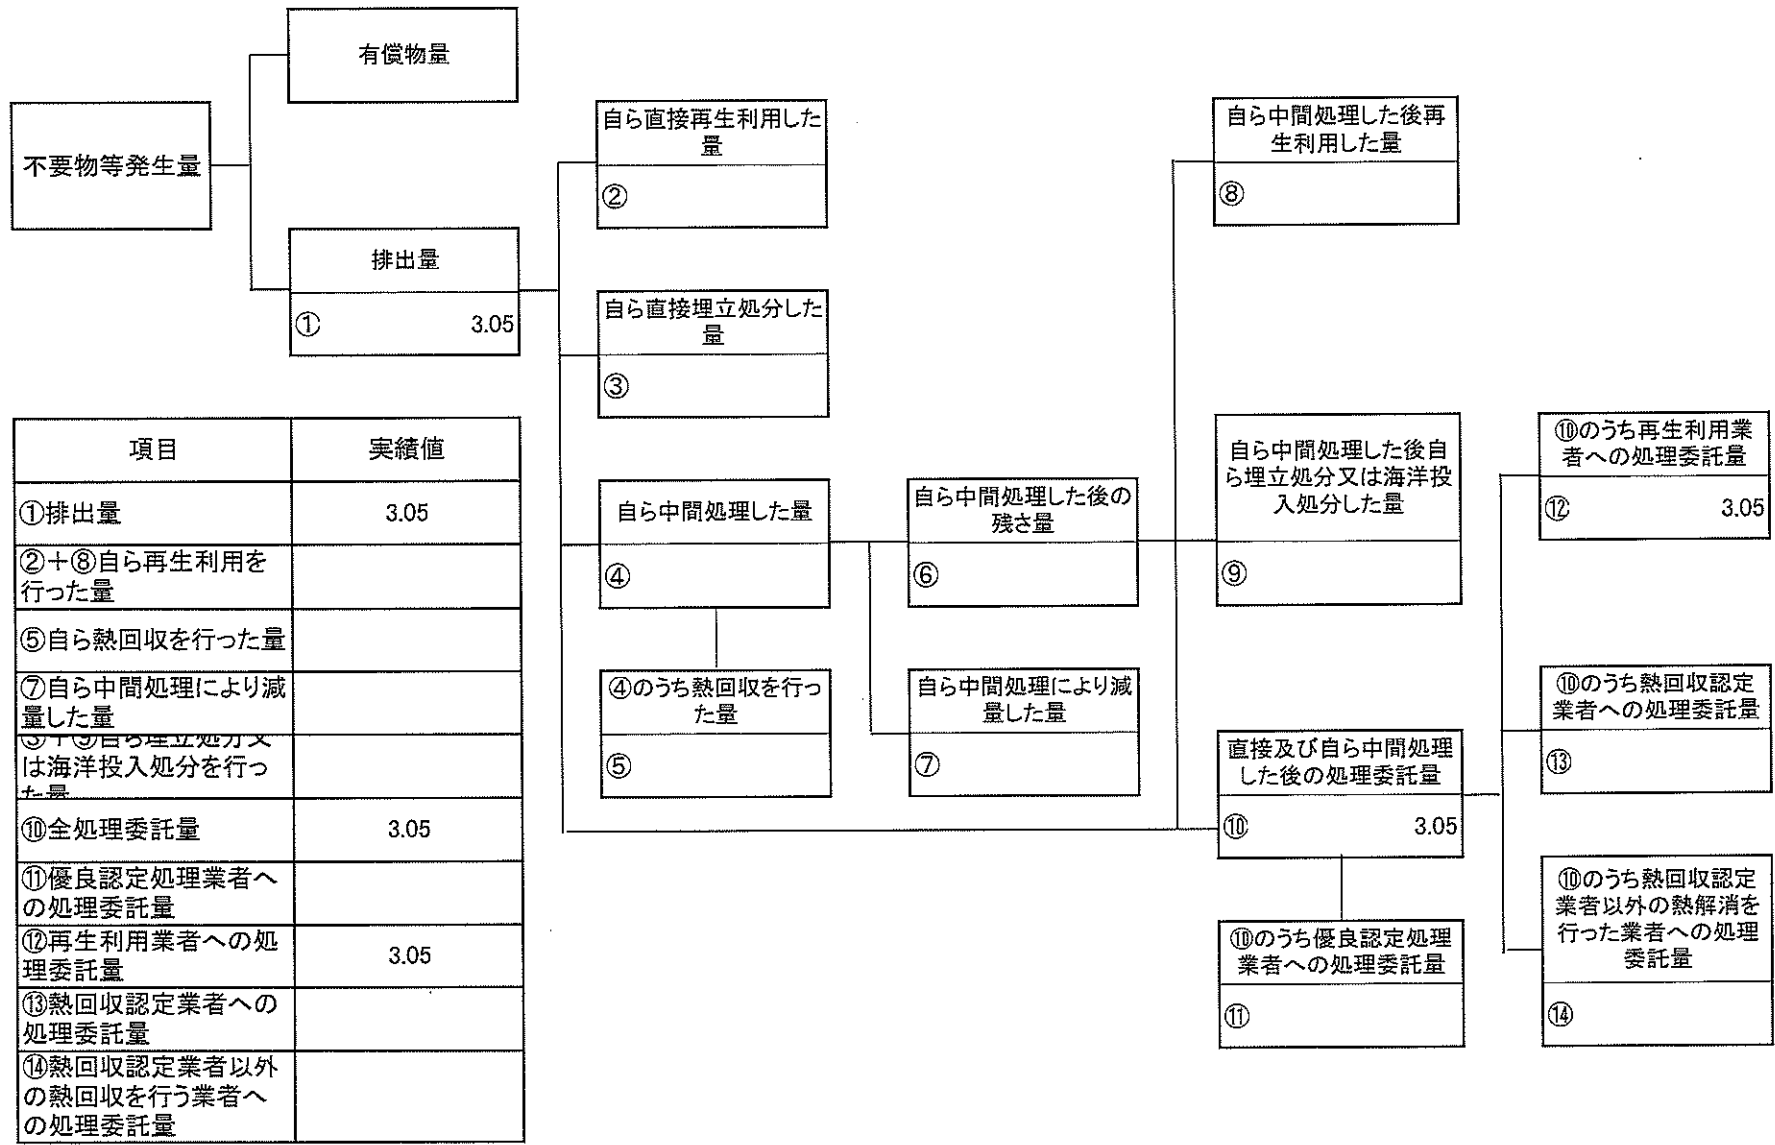 有償物量
不要物等発生量
排出量
① 3.05
自ら直接再生利用した
量
②
自ら直接埋立処分した
量
③
自ら中間処理した量
④
④のうち熱回収を行っ
た量
⑤
自ら中間処理した後の
残さ量
⑥
自ら中間処理により減
量した量
⑦
自ら中間処理した後再
生利用した量
⑧
自ら中間処理した後自
ら埋立処分又は海洋投
入処分した量
⑨
直接及び自ら中間処理
した後の処理委託量
⑩ 3.05
⑩のうち優良認定処理
業者への処理委託量
⑪
⑩のうち再生利用業
者への処理委託量
⑫ 3.05
⑩のうち熱回収認定
業者への処理委託量
⑬
⑩のうち熱回収認定
業者以外の熱解消を
行った業者への処理
委託量
⑭
項目 実績値
①排出量 3.05
②+⑧自ら再生利用を
行った量
⑤自ら熱回収を行った量
⑦自ら中間処理により減
量した量
③+⑨自ら埋立処分又
は海洋投入処分を行っ
た量
⑩全処理委託量 3.05
⑪優良認定処理業者へ
の処理委託量
⑫再生利用業者への処
理委託量 3.05
⑬熱回収認定業者への
処理委託量
⑭熱回収認定業者以外
の熱回収を行う業者へ
の処理委託量